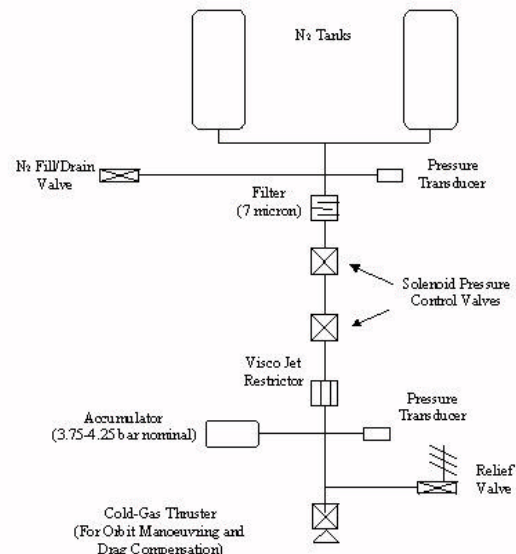 N₂ Tanks
N₂ Fill/Drain
Valve
Pressure
Transducer
Filter
(7 micron)
Solenoid Pressure
Control Valves
Visco Jet
Restrictor
Accumulator
(3.75-4.25 bar nominal)
Pressure
Transducer
Relief
Valve
Cold-Gas Thruster
(For Orbit Manoeuvring and
Drag Compensation)